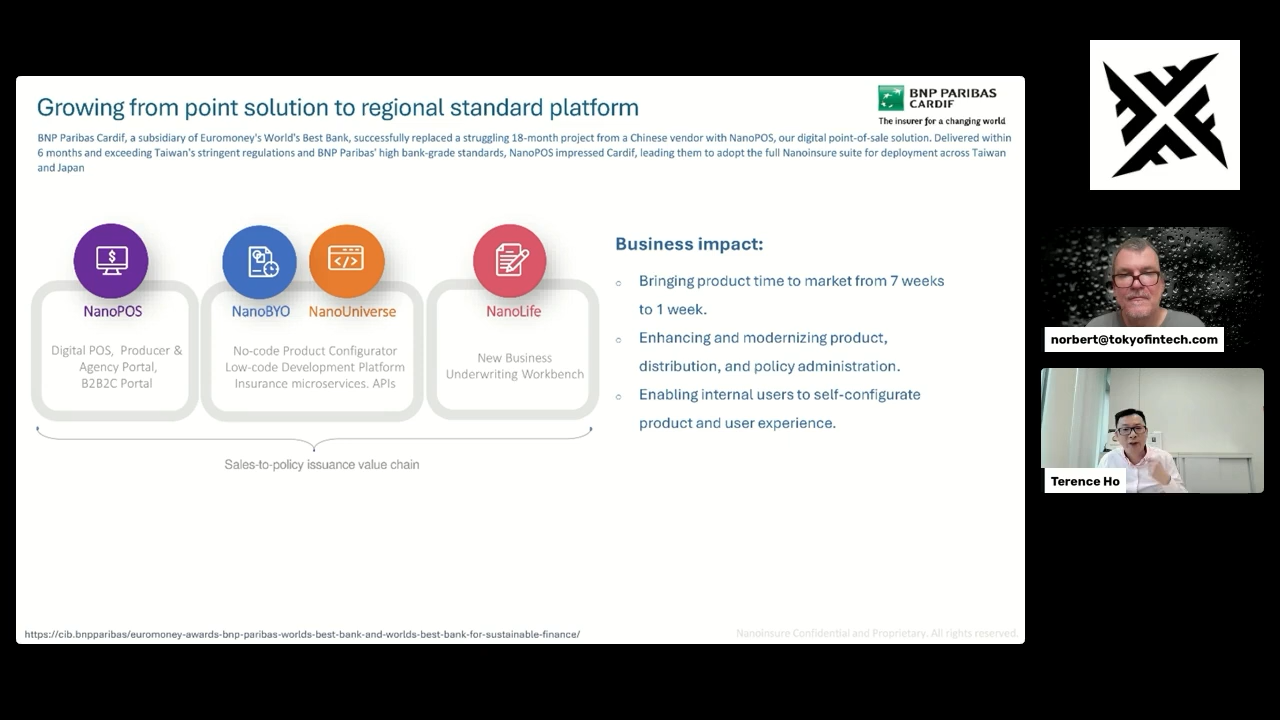 Growing from point solution to regional standard platform
BNP PARIBAS
CARDIF
The insurer for a changing world
BNP Paribas Cardif, a subsidiary of Euromoney's World's Best Bank, successfully replaced a struggling 18-month project from a Chinese vendor with NanoPOS, our digital point-of-sale solution. Delivered within
6 months and exceeding Taiwan's stringent regulations and BNP Paribas' high bank-grade standards, NanoPOS impressed Cardif, leading them to adopt the full Nanoinsure suite for deployment across Taiwan
and Japan
$
</>
NanoPOS
Digital POS, Producer &
Agency Portal,
B2B2C Portal
NanoBYO
NanoUniverse
No-code Product Configurator
Low-code Development Platform
Insurance microservices. APIs
NanoLife
New Business
Underwriting Workbench
Sales-to-policy issuance value chain
Business impact:
Bringing product time to market from 7 weeks
to 1 week.
Enhancing and modernizing product,
distribution, and policy administration.
Enabling internal users to self-configurate
product and user experience.
https://cib.bnpparibas/euromoney-awards-bnp-paribas-worlds-best-bank-and-worlds-best-bank-for-sustainable-finance/
Nanoinsure Confidential and Proprietary. All rights reserved.
norbert@tokyofintech.com
Terence Ho